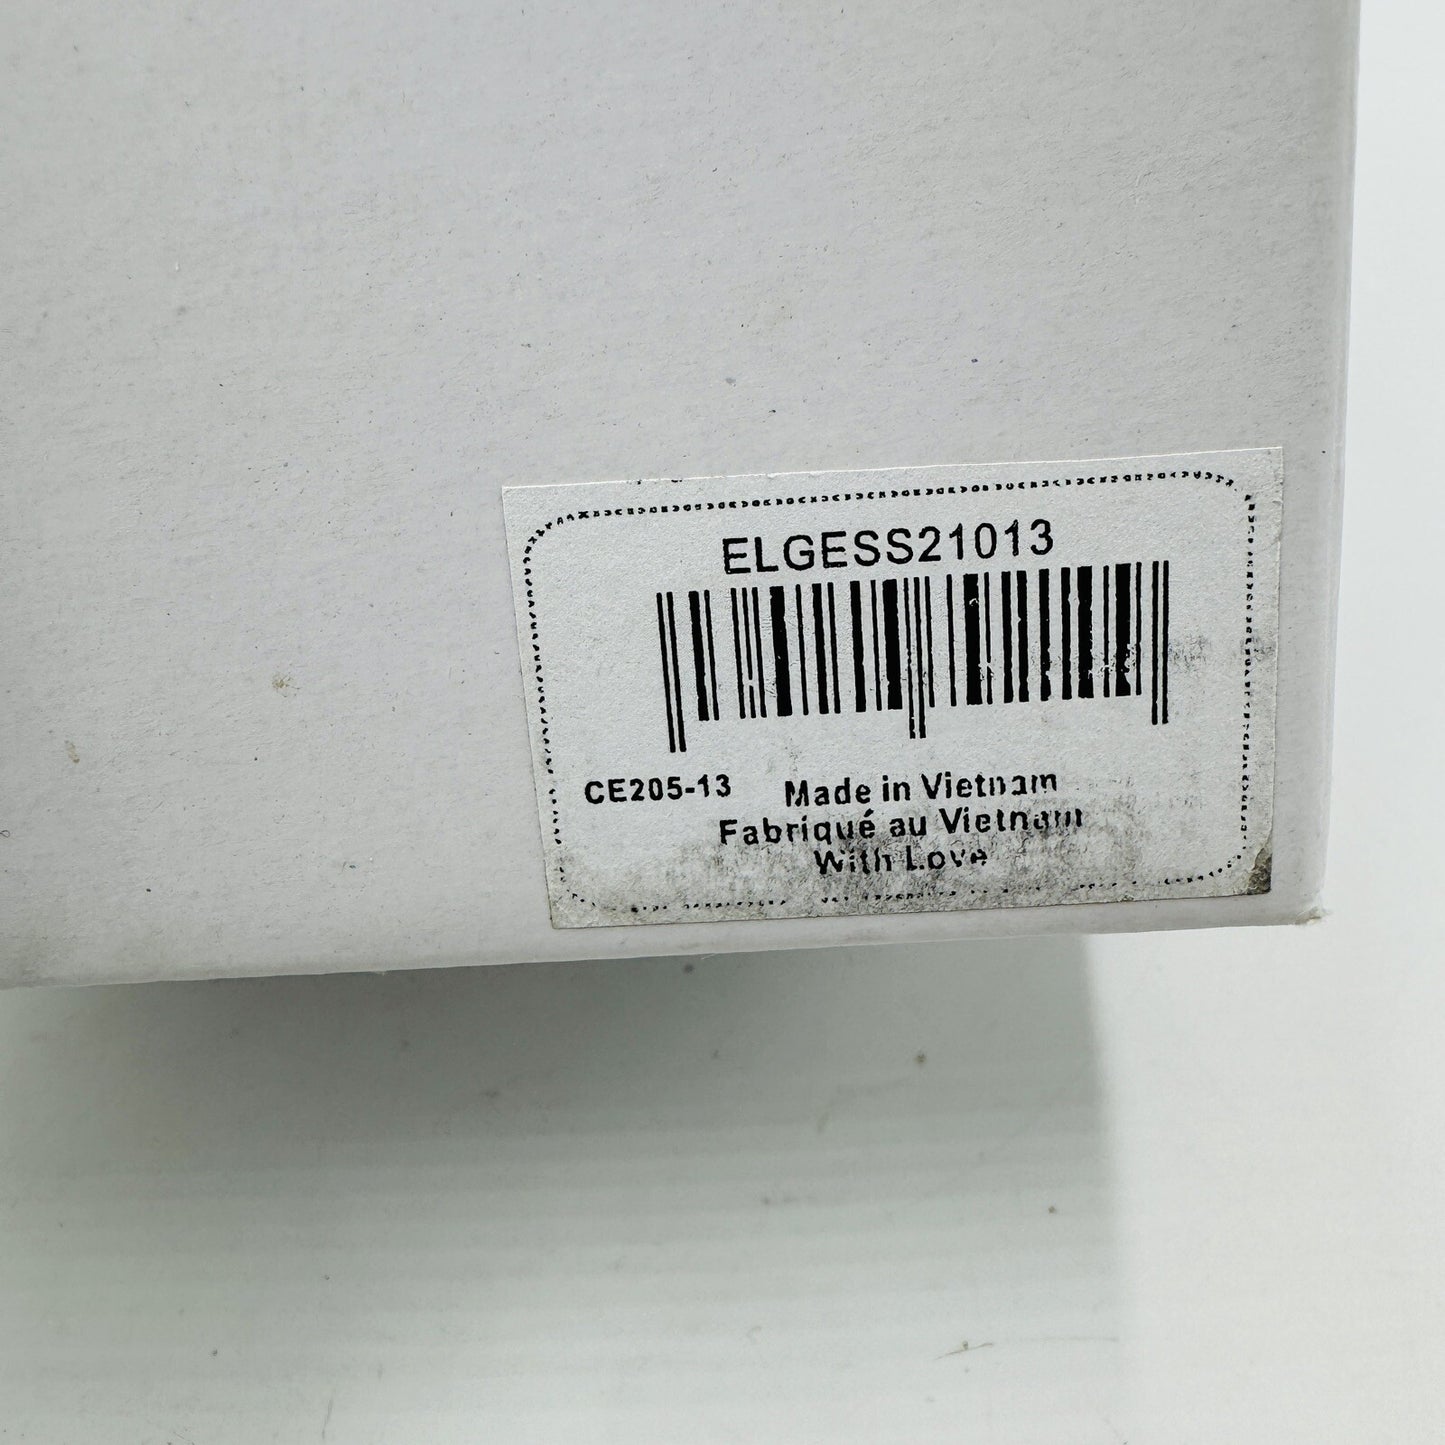 ELGESS21013
CE205-13 Made in Vietnam
Fabriqué au Vietnam
With Love